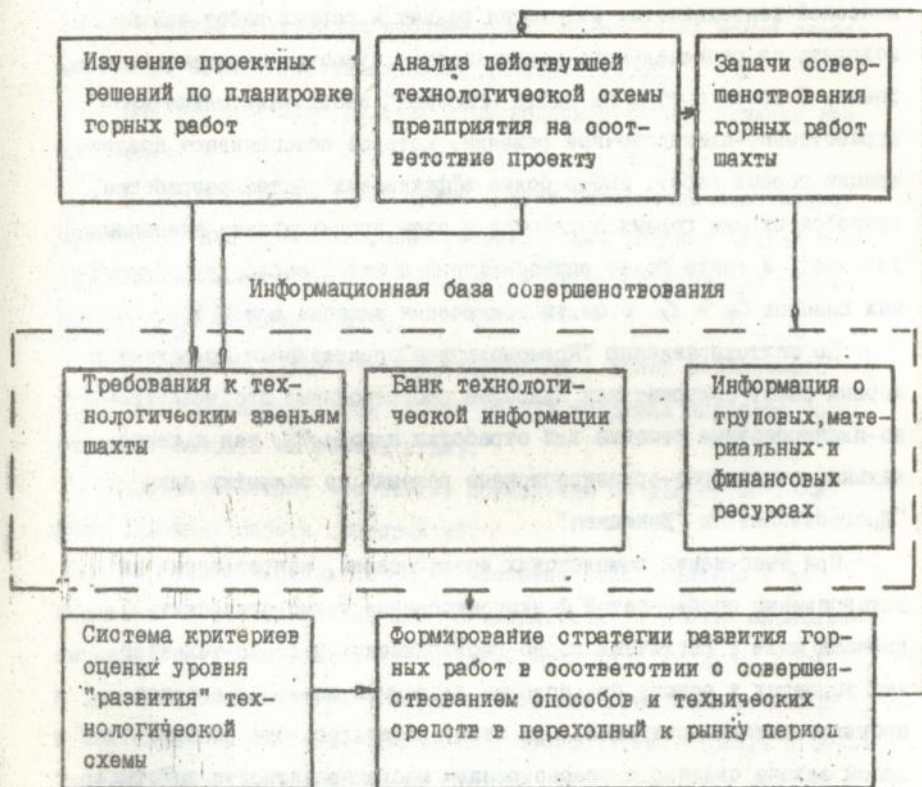 Изучение проектных
решений по планировке
горных работ
Анализ действующей
технологической схемы
предприятия на соот-
ветствие проекту
Задачи совер-
шенствования
горных работ
шахты
Информационная база совершенствования
Требования к тех-
нологическим звеньям
шахты
Банк технологи-
ческой информации
Информация о
трудовых, мате-
риальных и
финансовых
ресурсах
Система критериев
оценки уровня
"развития" тех-
нологической
схемы
Формирование стратегии развития гор-
ных работ в соответствии с совершен-
ствованием способов и технических
средств в переходный к рынку период